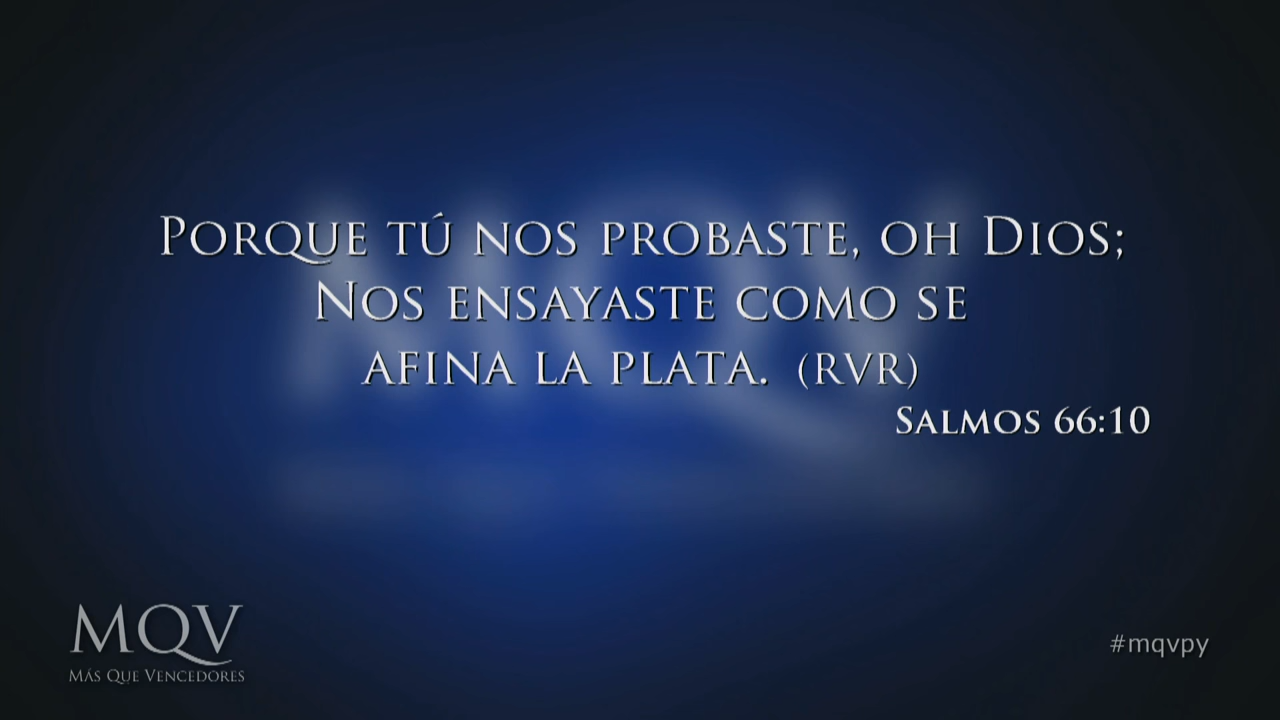 Porque tú nos probaste, oh Dios;
Nos ensayaste como se
afina la plata. (RVR)
Salmos 66:10
MQV
Más Que Vencedores
#mqvpy